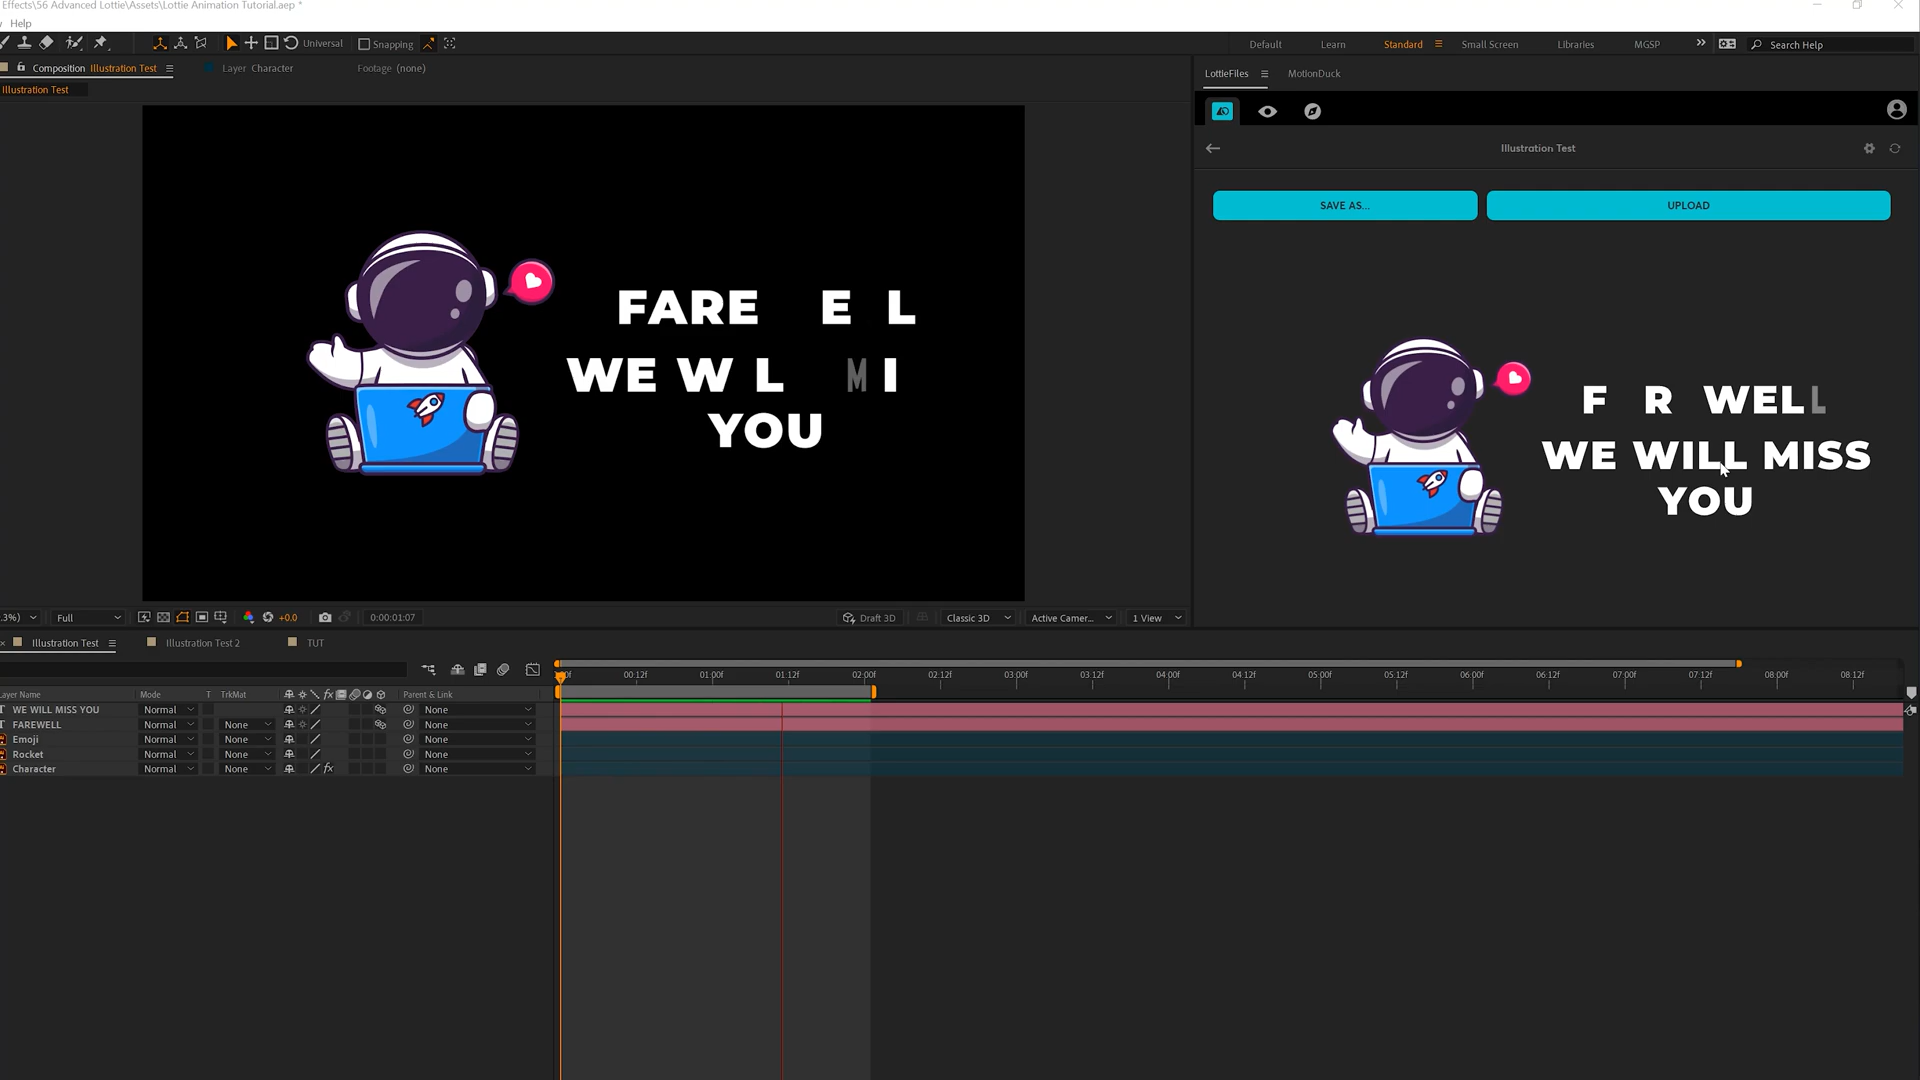 Effects\56 Advanced Lottie\Assets\Lottie Animation Tutorial.aep *
Help
Universal
Snapping
Default
Learn
Standard
Small Screen
Libraries
MGSP
Search Help
Composition Illustration Test
Layer Character
Footage (none)
LottieFiles
MotionDuck
Illustration Test
Illustration Test
SAVE AS...
UPLOAD
FARE E L
WE W L M I
YOU
F R WELL
WE WILL MISS
YOU
.3%)
Full
+0.0
0:00:01:07
Draft 3D
Classic 3D
Active Camer...
1 View
Illustration Test
Illustration Test 2
TUT
00:12f 01:00f 01:12f 02:00f 02:12f 03:00f 03:12f 04:00f 04:12f 05:00f 05:12f 06:00f 06:12f 07:00f 07:12f 08:00f 08:12f
Layer Name Mode T TrkMat fx Parent & Link
WE WILL MISS YOU Normal None
FAREWELL Normal None None
Emoji Normal None None
Rocket Normal None None
Character Normal None fx None